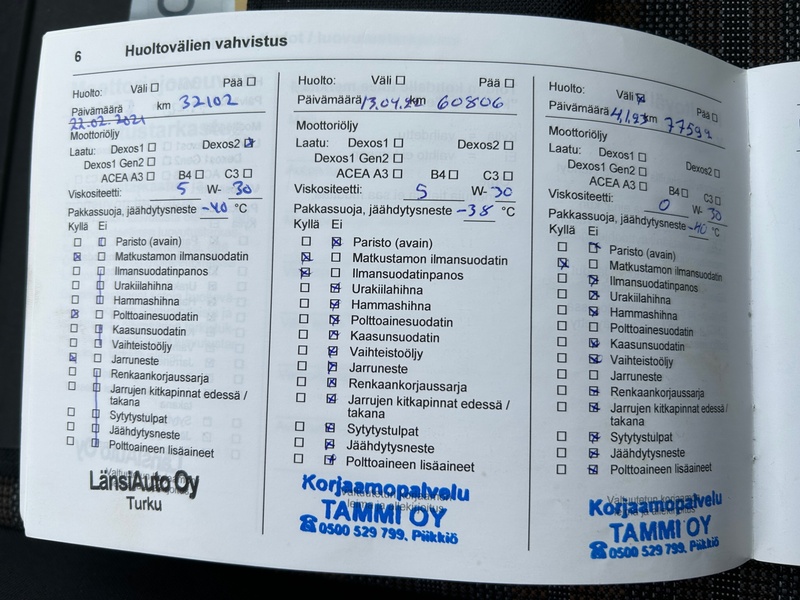 6 Huoltovälien vahvistus
Huolto: Väli ☐ Pää ☐
Päivämäärä km 32102
22.02.2021
Moottoriöljy
Laatu: Dexos1 ☐ Dexos2 ☒
Dexos1 Gen2 ☐
ACEA A3 ☐ B4 ☐ C3 ☐
Viskositeetti: 5 W- 30
Pakkassuoja, jäähdytysneste -40 °C
Kyllä Ei
Paristo (avain)
Matkustamon ilmansuodatin
Ilmansuodatinpanos
Urakiilahihna
Hammashihna
Polttoainesuodatin
Kaasunsuodatin
Vaihteistoöljy
Jarruneste
Renkaankorjaussarja
Jarrujen kitkapinnat edessä /
takana
Sytytystulpat
Jäähdytysneste
Polttoaineen lisäaineet
LänsiAuto Oy
Turku
Huolto: Väli ☐ Pää ☐
Päivämäärä 13.04. km 60806
Moottoriöljy
Laatu: Dexos1 ☐ Dexos2 ☐
Dexos1 Gen2 ☐
ACEA A3 ☐ B4 ☐ C3 ☐
Viskositeetti: 5 W- 30
Pakkassuoja, jäähdytysneste -38 °C
Kyllä Ei
Paristo (avain)
Matkustamon ilmansuodatin
Ilmansuodatinpanos
Urakiilahihna
Hammashihna
Polttoainesuodatin
Kaasunsuodatin
Vaihteistoöljy
Jarruneste
Renkaankorjaussarja
Jarrujen kitkapinnat edessä /
takana
Sytytystulpat
Jäähdytysneste
Polttoaineen lisäaineet
Korjaamopalvelu
TAMMI OY
☎ 0500 529 799, Piikkiö
Huolto: Väli ☒ Pää ☐
Päivämäärä km
Moottoriöljy
Laatu: Dexos1 ☐ Dexos2 ☐
Dexos1 Gen2 ☐
ACEA A3 ☐ B4 ☐ C3 ☐
Viskositeetti: 0 W- 30
Pakkassuoja, jäähdytysneste -40 °C
Kyllä Ei
Paristo (avain)
Matkustamon ilmansuodatin
Ilmansuodatinpanos
Urakiilahihna
Hammashihna
Polttoainesuodatin
Kaasunsuodatin
Vaihteistoöljy
Jarruneste
Renkaankorjaussarja
Jarrujen kitkapinnat edessä /
takana
Sytytystulpat
Jäähdytysneste
Polttoaineen lisäaineet
Korjaamopalvelu
TAMMI OY
☎ 0500 529 799, Piikkiö